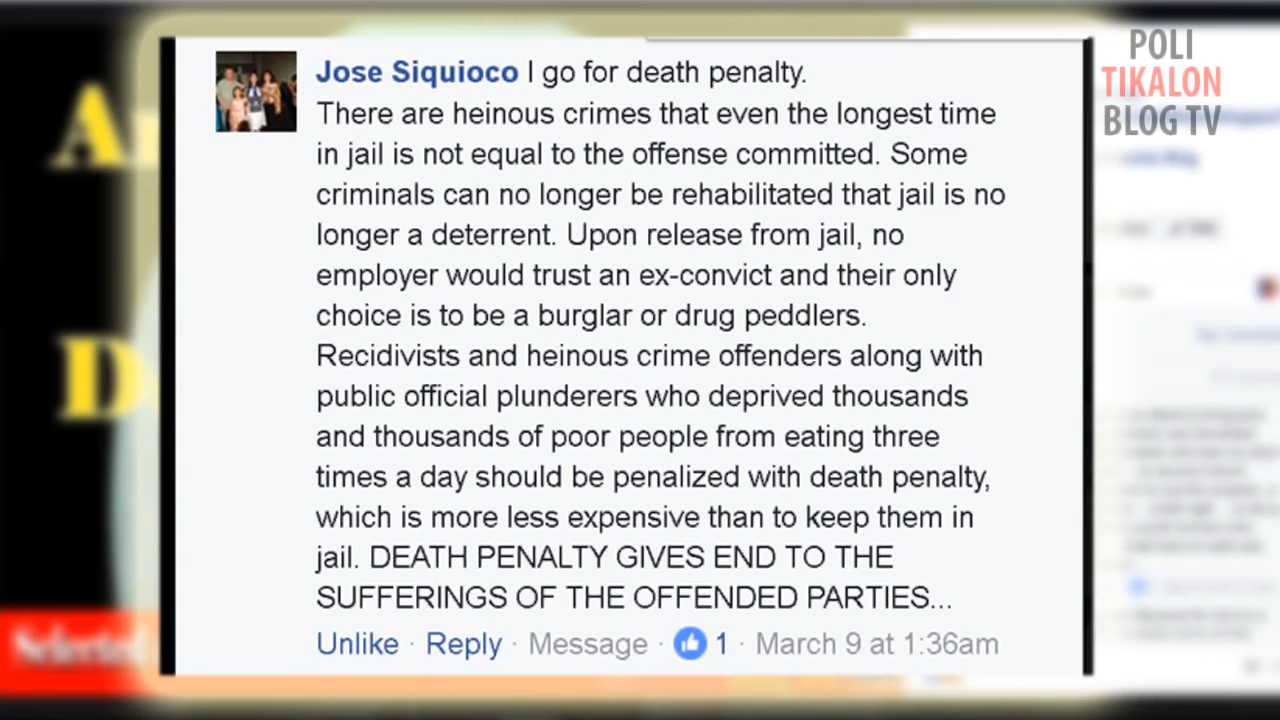 POLI
TIKALON
BLOG TV
Jose Siquioco I go for death penalty.
There are heinous crimes that even the longest time
in jail is not equal to the offense committed. Some
criminals can no longer be rehabilitated that jail is no
longer a deterrent. Upon release from jail, no
employer would trust an ex-convict and their only
choice is to be a burglar or drug peddlers.
Recidivists and heinous crime offenders along with
public official plunderers who deprived thousands
and thousands of poor people from eating three
times a day should be penalized with death penalty,
which is more less expensive than to keep them in
jail. DEATH PENALTY GIVES END TO THE
SUFFERINGS OF THE OFFENDED PARTIES...
Unlike · Reply · Message · 1 · March 9 at 1:36am
Selected